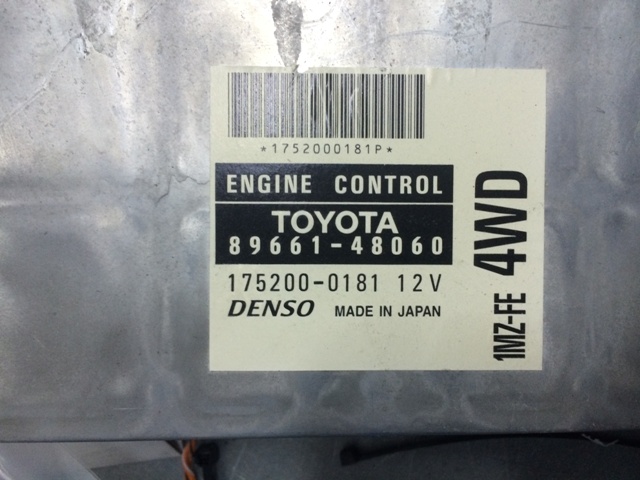 *1752000181P*
ENGINE CONTROL
TOYOTA
89661-48060
175200-0181 12V
DENSO MADE IN JAPAN
1MZ-FE 4WD